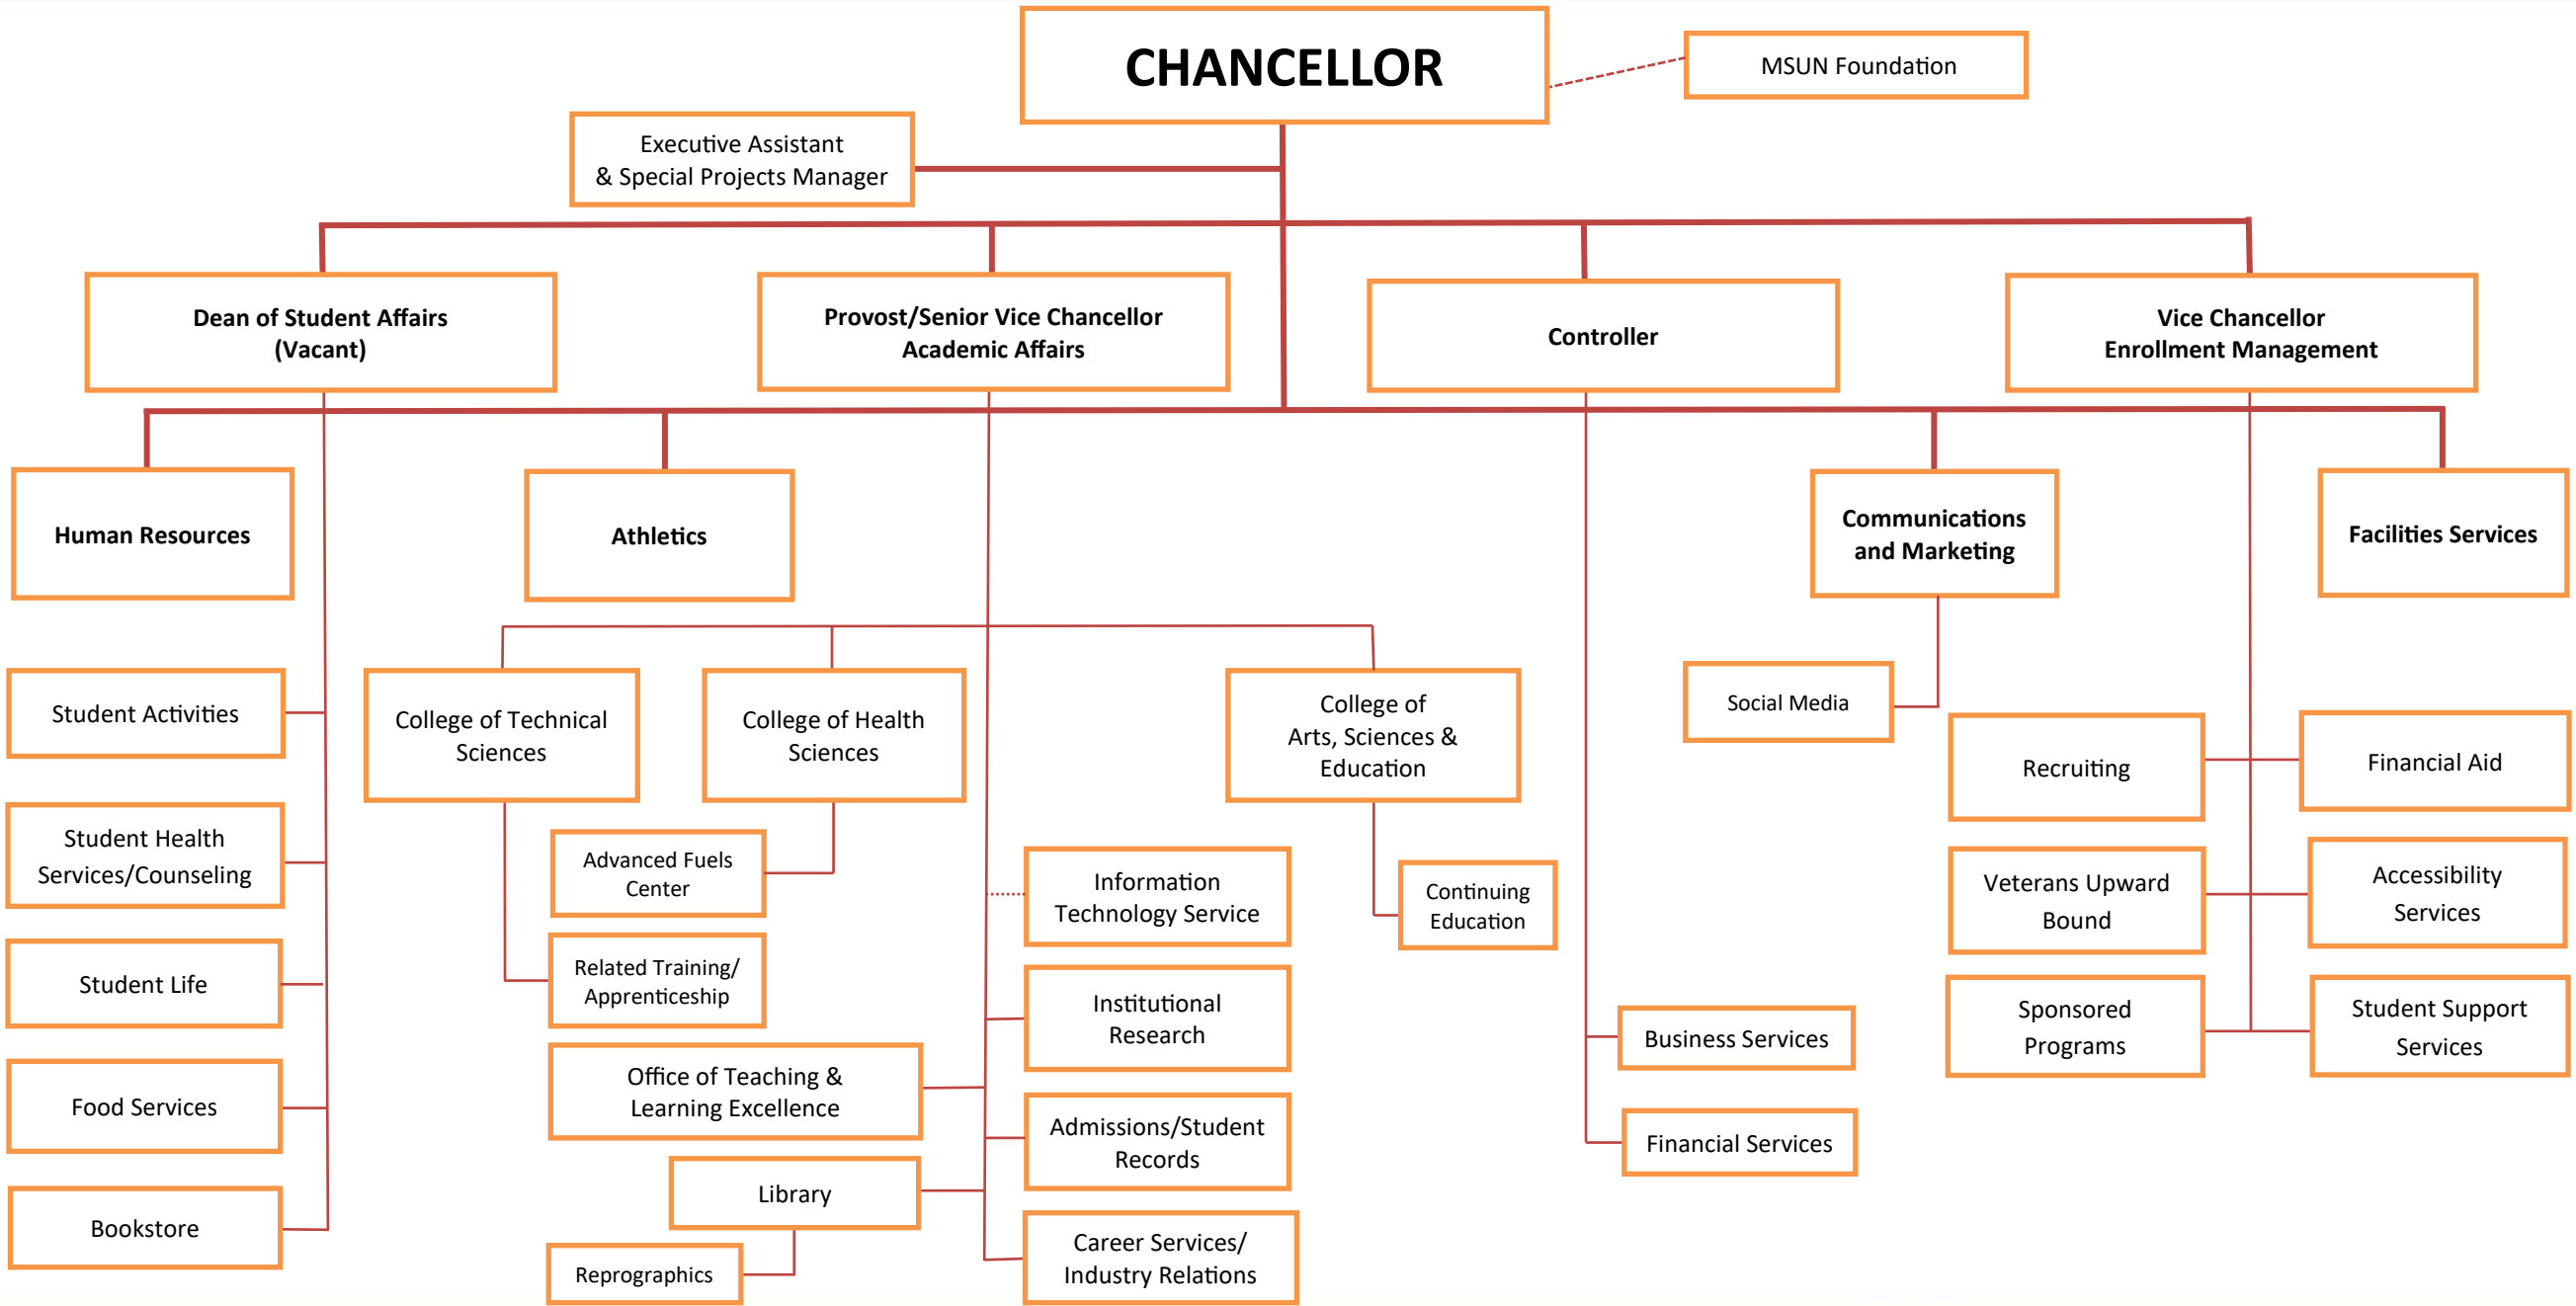 CHANCELLOR
MSUN Foundation
Executive Assistant
& Special Projects Manager
Dean of Student Affairs
(Vacant)
Provost/Senior Vice Chancellor
Academic Affairs
Controller
Vice Chancellor
Enrollment Management
Human Resources
Athletics
Communications
and Marketing
Facilities Services
Student Activities
College of Technical
Sciences
College of Health
Sciences
College of
Arts, Sciences &
Education
Social Media
Recruiting
Financial Aid
Student Health
Services/Counseling
Advanced Fuels
Center
Information
Technology Service
Continuing
Education
Veterans Upward
Bound
Accessibility
Services
Student Life
Related Training/
Apprenticeship
Institutional
Research
Business Services
Sponsored
Programs
Student Support
Services
Food Services
Office of Teaching &
Learning Excellence
Admissions/Student
Records
Financial Services
Bookstore
Library
Career Services/
Industry Relations
Reprographics